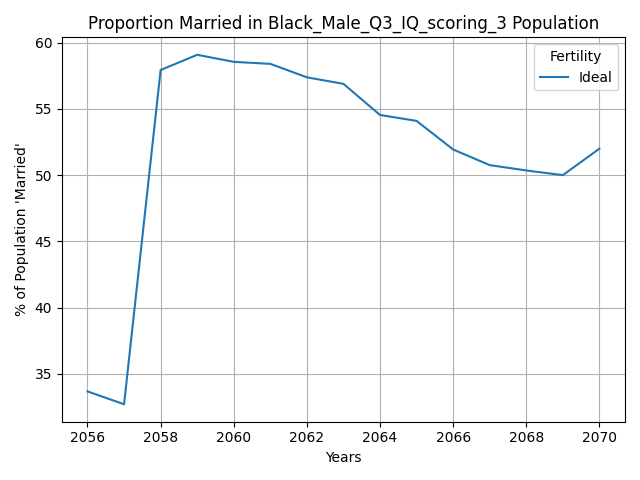 Proportion Married in Black_Male_Q3_IQ_scoring_3 Population
Fertility
Ideal
% of Population 'Married'
60
55
50
45
40
35
2056 2058 2060 2062 2064 2066 2068 2070
Years